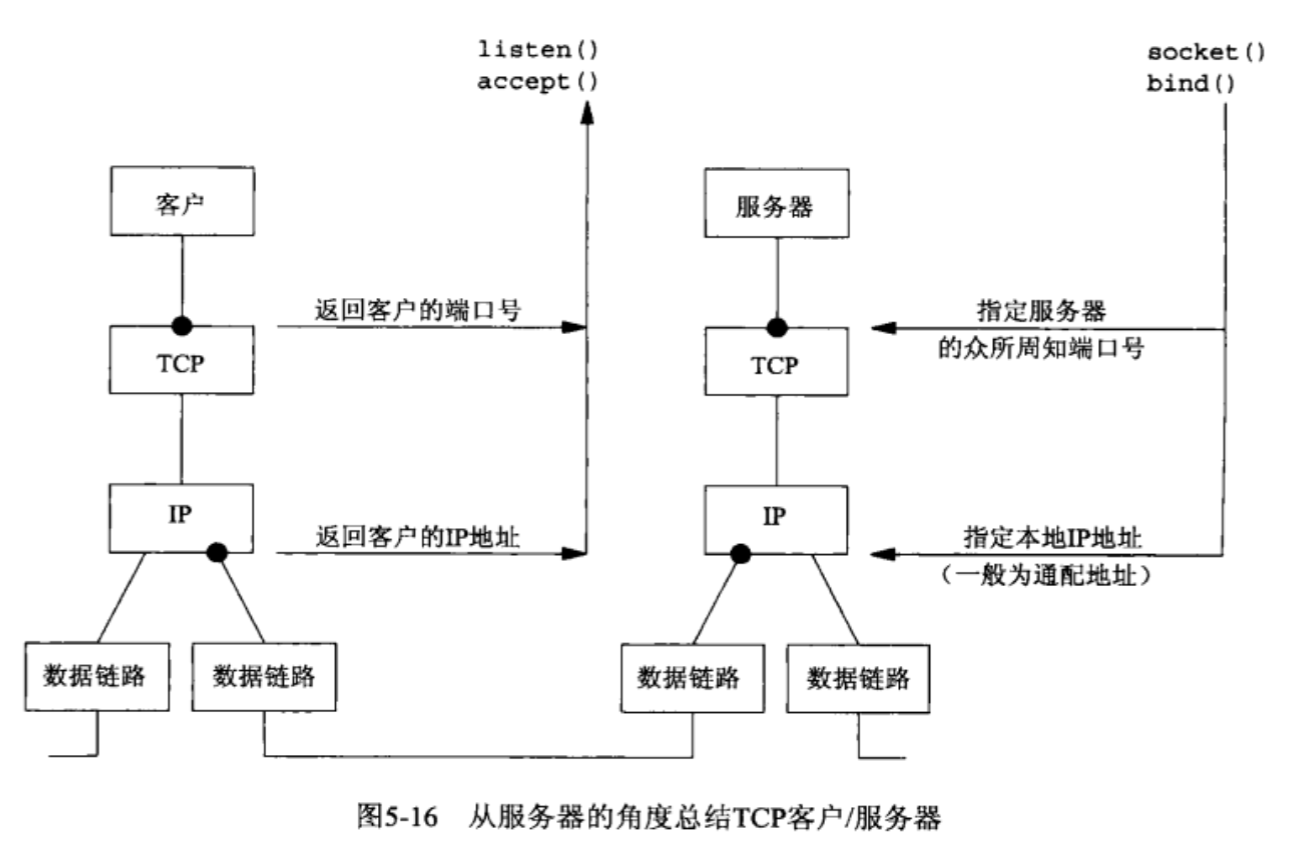 listen()
accept()
socket()
bind()
客户
服务器
返回客户的端口号
指定服务器
的众所周知端口号
TCP
TCP
IP
IP
返回客户的IP地址
指定本地IP地址
（一般为通配地址）
数据链路
数据链路
数据链路
数据链路
图5-16 从服务器的角度总结TCP客户/服务器